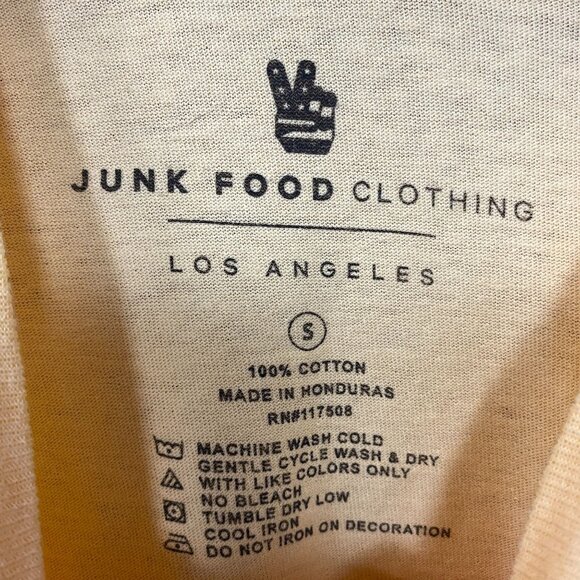 JUNK FOOD CLOTHING
LOS ANGELES
S
100% COTTON
MADE IN HONDURAS
RN#117508
MACHINE WASH COLD
GENTLE CYCLE WASH & DRY
WITH LIKE COLORS ONLY
NO BLEACH
TUMBLE DRY LOW
COOL IRON
DO NOT IRON ON DECORATION